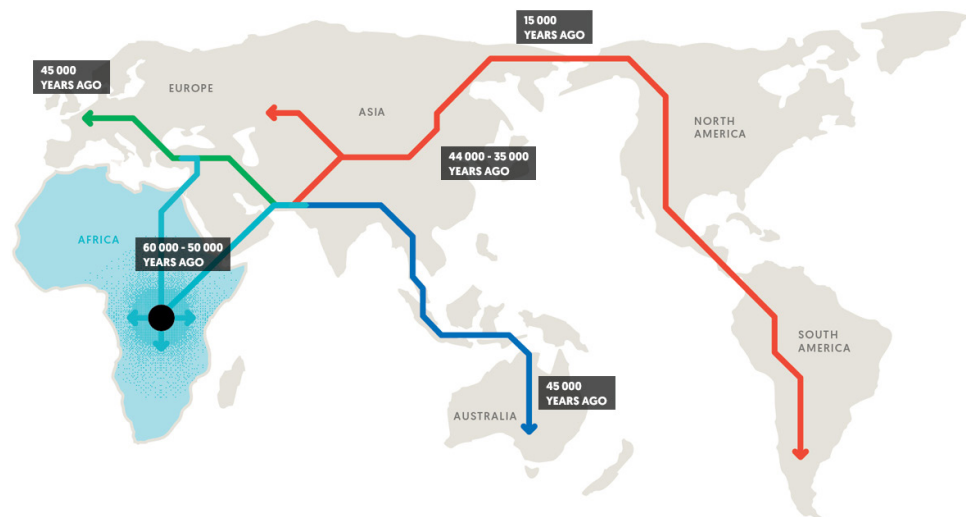 15 000
YEARS AGO
45 000
YEARS AGO
EUROPE
ASIA
NORTH
AMERICA
44 000 - 35 000
YEARS AGO
AFRICA
60 000 - 50 000
YEARS AGO
SOUTH
AMERICA
45 000
YEARS AGO
AUSTRALIA